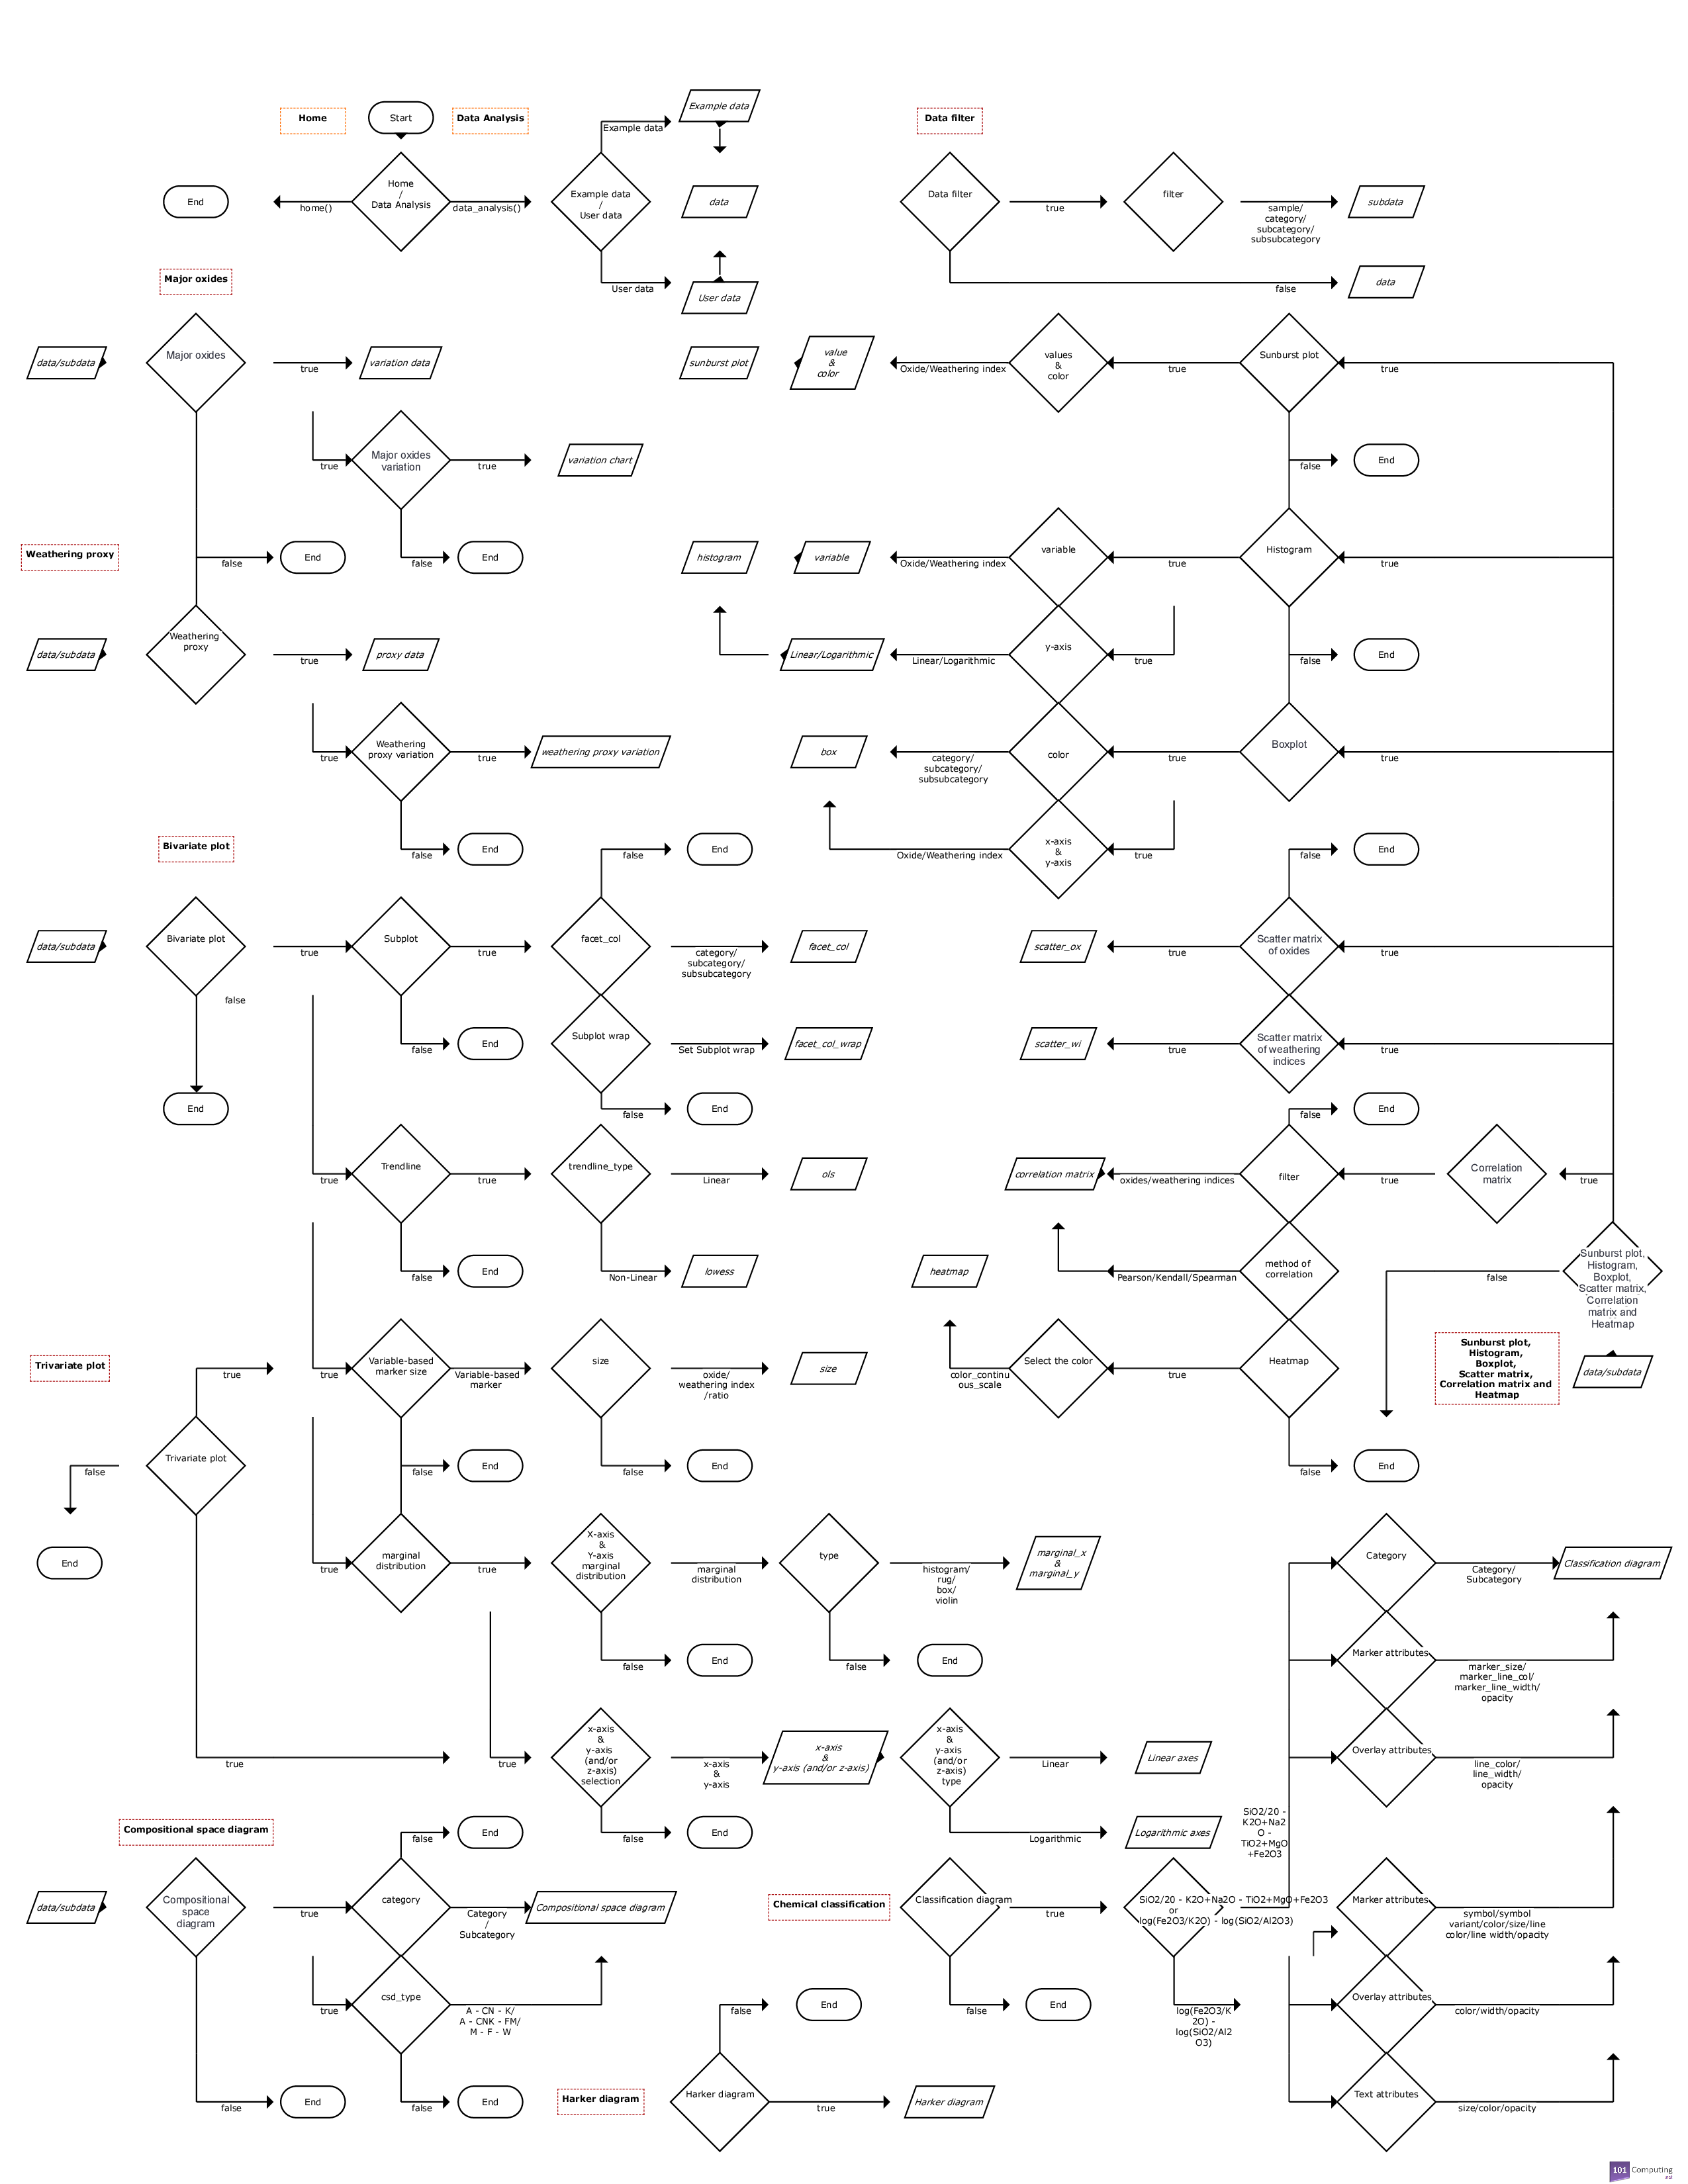 Home
Start
Data Analysis
Example data
Example data
Data filter
End
home()
Home
/
Data Analysis
data_analysis()
Example data
/
User data
data
Data filter
true
filter
sample/
category/
subcategory/
subsubcategory
subdata
User data
User data
false
data
Major oxides
data/subdata
Major oxides
true
variation data
sunburst plot
value
&
color
Oxide/Weathering index
values
&
color
true
Sunburst plot
true
true
Major oxides
variation
true
variation chart
false
End
Weathering proxy
false
End
false
End
histogram
variable
Oxide/Weathering index
variable
true
Histogram
true
data/subdata
Weathering
proxy
true
proxy data
Linear/Logarithmic
Linear/Logarithmic
y-axis
true
false
End
true
Weathering
proxy variation
true
weathering proxy variation
box
category/
subcategory/
subsubcategory
color
true
Boxplot
true
Bivariate plot
false
End
false
End
Oxide/Weathering index
x-axis
&
y-axis
true
false
End
data/subdata
Bivariate plot
true
Subplot
true
facet_col
category/
subcategory/
subsubcategory
facet_col
scatter_ox
true
Scatter matrix
of oxides
true
false
false
End
Subplot wrap
Set Subplot wrap
facet_col_wrap
scatter_wi
true
Scatter matrix
of weathering
indices
true
End
false
End
false
End
true
Trendline
true
trendline_type
Linear
ols
correlation matrix
oxides/weathering indices
filter
true
Correlation
matrix
true
false
End
Non-Linear
lowess
heatmap
Pearson/Kendall/Spearman
method of
correlation
false
Sunburst plot,
Histogram,
Boxplot,
Scatter matrix,
Correlation
matrix and
Heatmap
Trivariate plot
true
true
Variable-based
marker size
Variable-based
marker
size
oxide/
weathering index
/ratio
size
color_continu
ous_scale
Select the color
true
Heatmap
Sunburst plot,
Histogram,
Boxplot,
Scatter matrix,
Correlation matrix and
Heatmap
data/subdata
false
Trivariate plot
false
End
false
End
false
End
End
true
marginal
distribution
true
X-axis
&
Y-axis
marginal
distribution
marginal
distribution
type
histogram/
rug/
box/
violin
marginal_x
&
marginal_y
Category
Category/
Subcategory
Classification diagram
false
End
false
End
Marker attributes
marker_size/
marker_line_col/
marker_line_width/
opacity
true
true
x-axis
&
y-axis
(and/or
z-axis)
selection
x-axis
&
y-axis
x-axis
&
y-axis (and/or z-axis)
x-axis
&
y-axis
(and/or
z-axis)
type
Linear
Linear axes
Overlay attributes
line_color/
line_width/
opacity
Compositional space diagram
false
End
false
End
Logarithmic
Logarithmic axes
SiO2/20 -
K2O+Na2
O -
TiO2+MgO
+Fe2O3
data/subdata
Compositional
space
diagram
true
category
Category
/
Subcategory
Compositional space diagram
Chemical classification
Classification diagram
true
SiO2/20 - K2O+Na2O - TiO2+MgO+Fe2O3
or
log(Fe2O3/K2O) - log(SiO2/Al2O3)
Marker attributes
symbol/symbol
variant/color/size/line
color/line width/opacity
true
csd_type
A - CN - K/
A - CNK - FM/
M - F - W
false
End
false
End
log(Fe2O3/K
2O) -
log(SiO2/Al2
O3)
Overlay attributes
color/width/opacity
false
End
false
End
Harker diagram
Harker diagram
true
Harker diagram
Text attributes
size/color/opacity
101 Computing
.net